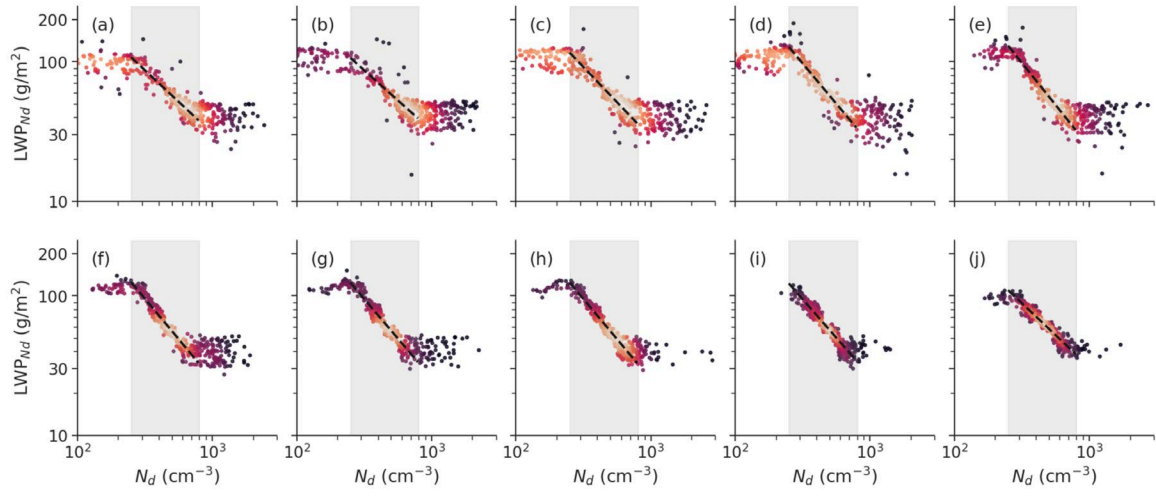 (a) (b) (c) (d) (e)
200
100
30
10
LWP_Nd (g/m²)
(f) (g) (h) (i) (j)
200
100
30
10
LWP_Nd (g/m²)
10² 10³ 10² 10³ 10² 10³ 10² 10³ 10² 10³
N_d (cm⁻³) N_d (cm⁻³) N_d (cm⁻³) N_d (cm⁻³) N_d (cm⁻³)